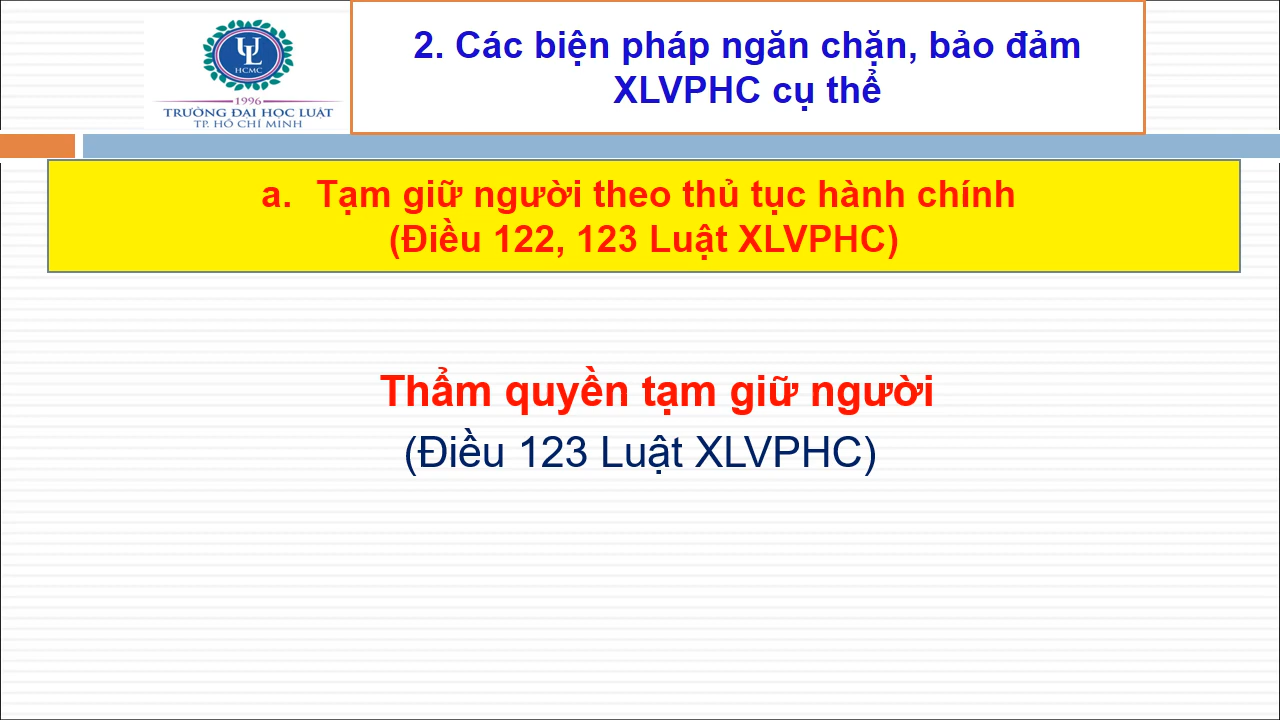 UL
HCMC
1996
TRƯỜNG ĐẠI HỌC LUẬT
TP. HỒ CHÍ MINH
2. Các biện pháp ngăn chặn, bảo đảm
XLVPHC cụ thể
a. Tạm giữ người theo thủ tục hành chính
(Điều 122, 123 Luật XLVPHC)
Thẩm quyền tạm giữ người
(Điều 123 Luật XLVPHC)